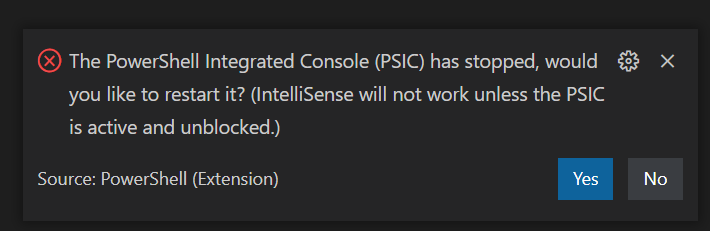 The PowerShell Integrated Console (PSIC) has stopped, would
you like to restart it? (IntelliSense will not work unless the PSIC
is active and unblocked.)
Source: PowerShell (Extension)
Yes
No